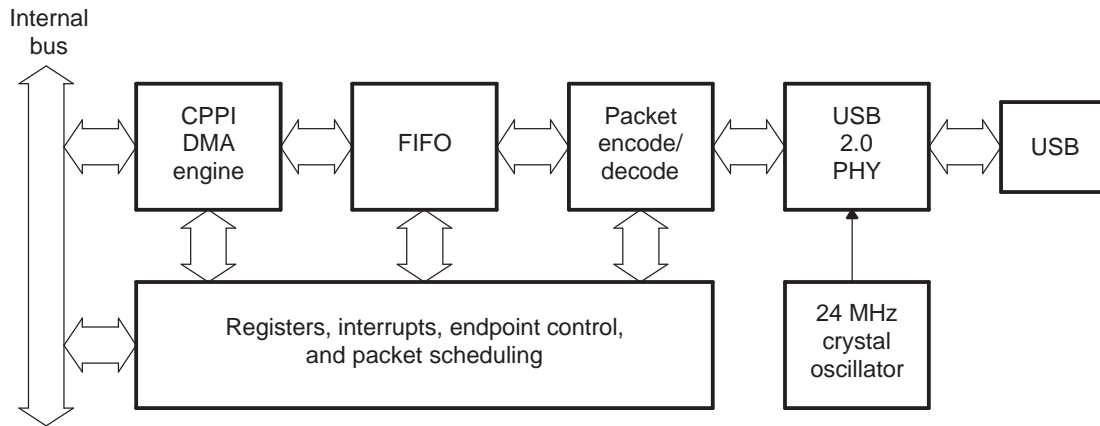 Internal
bus
CPPI
DMA
engine
FIFO
Packet
encode/
decode
USB
2.0
PHY
USB
Registers, interrupts, endpoint control,
and packet scheduling
24 MHz
crystal
oscillator